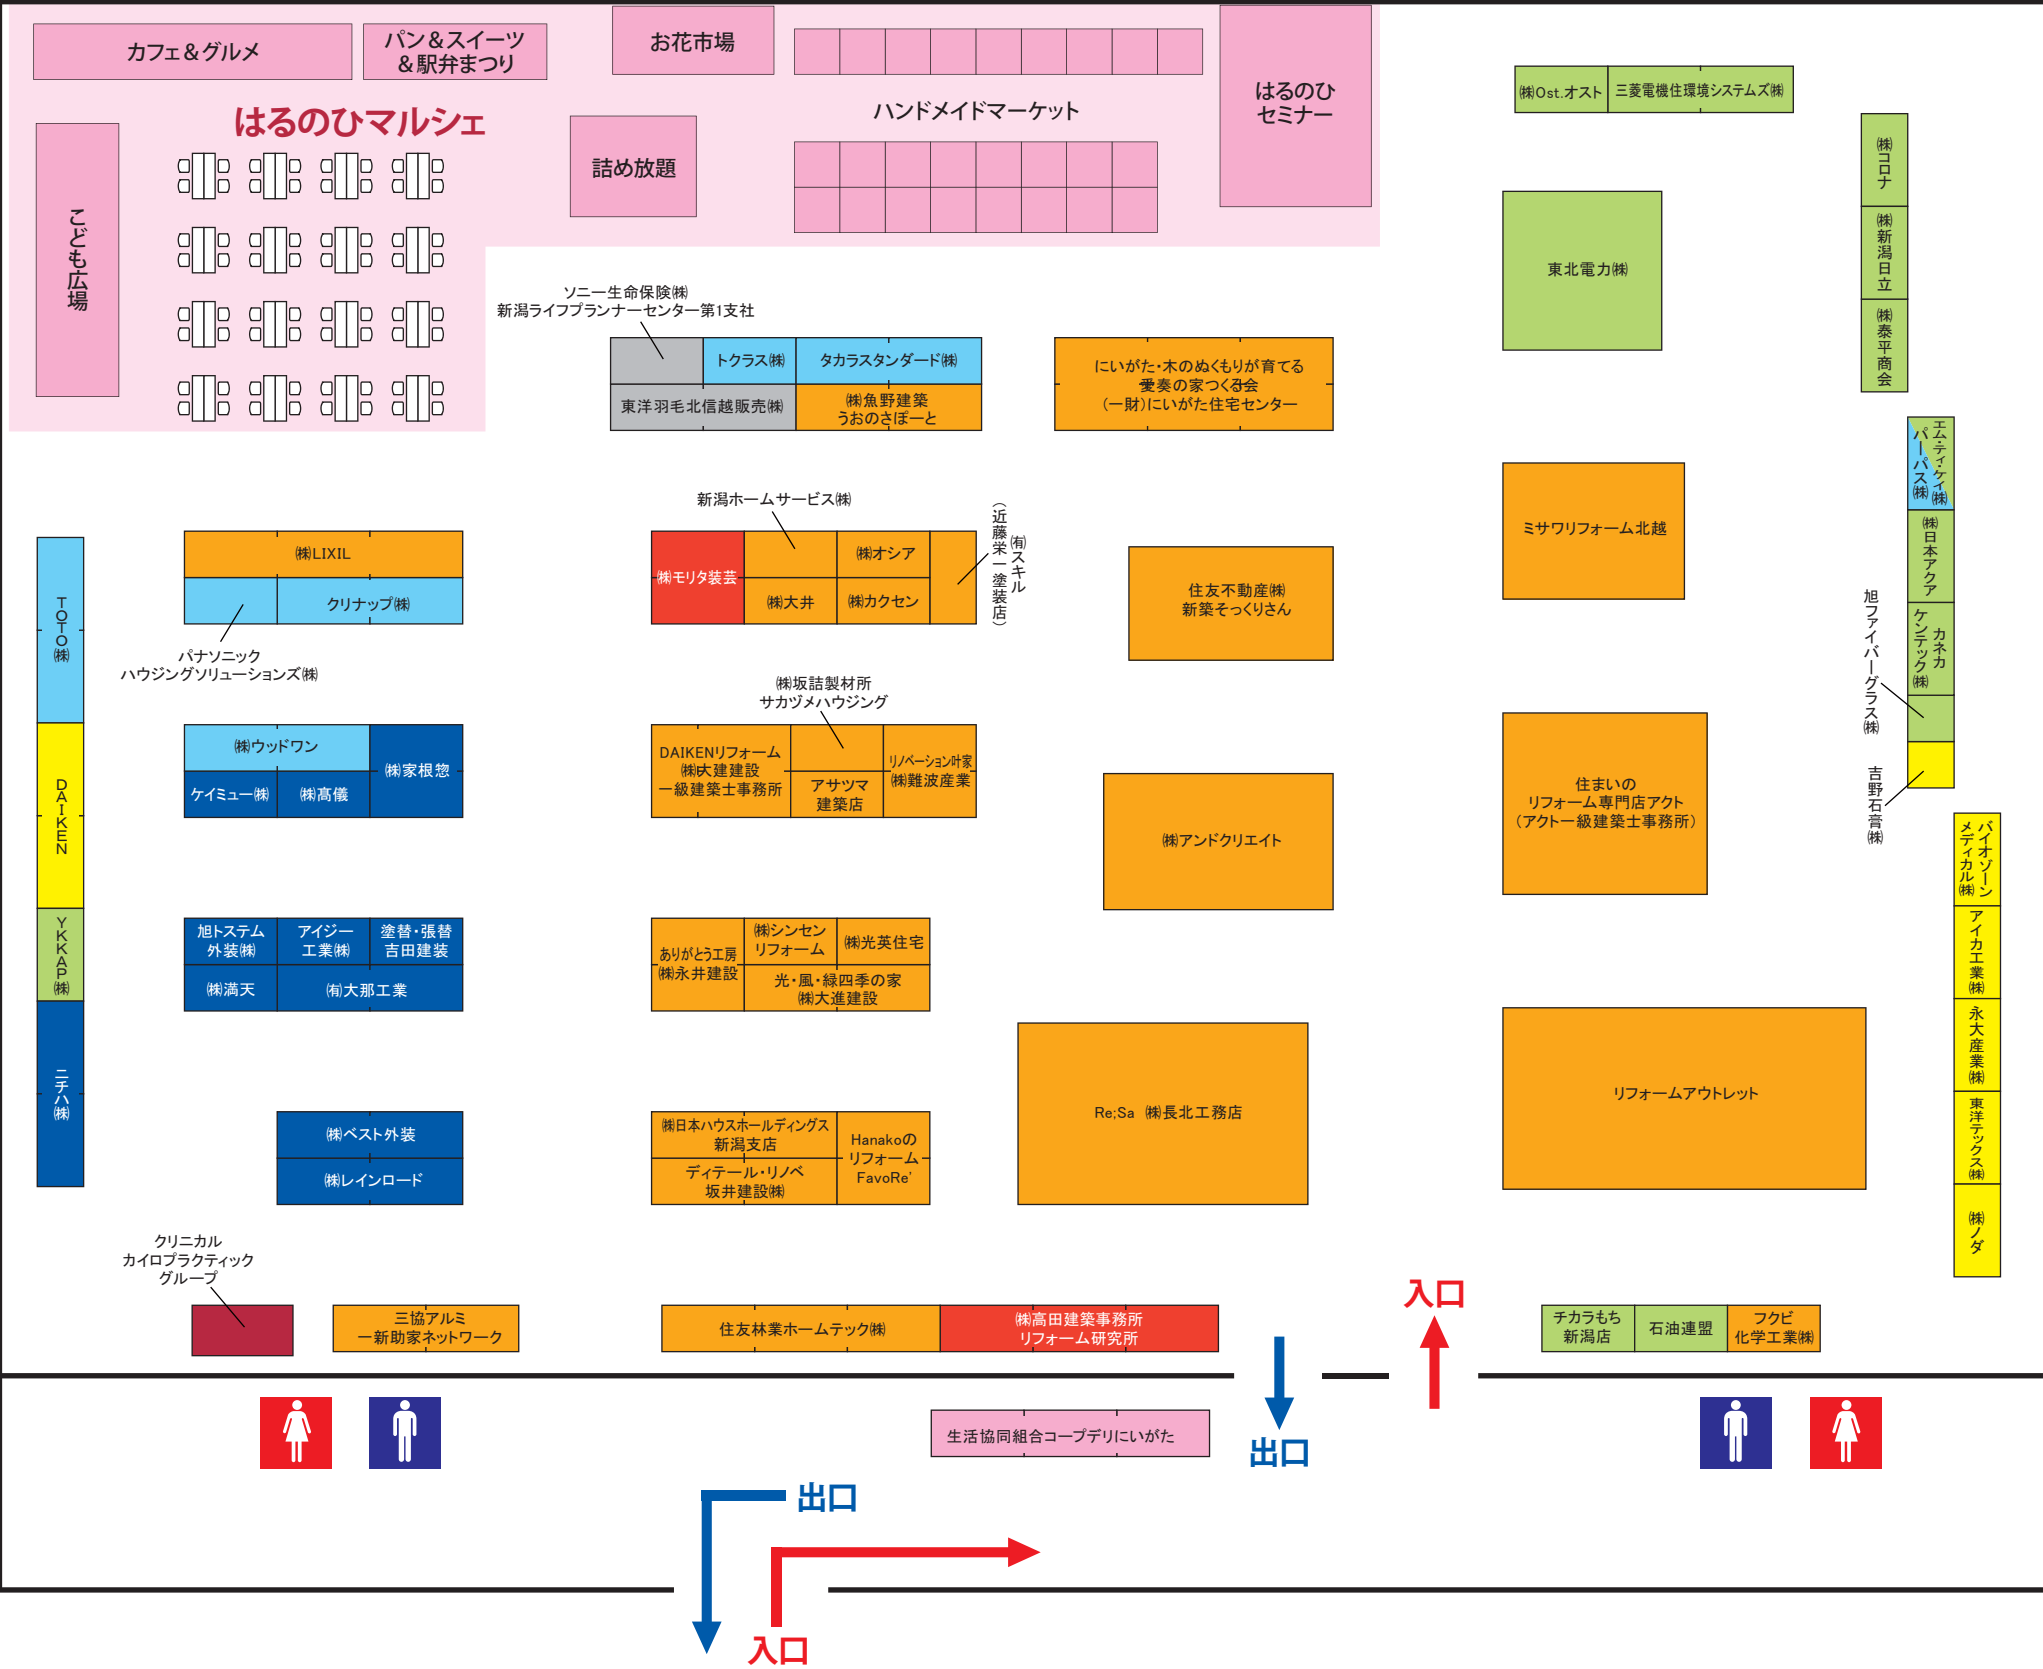 カフェ&グルメ
パン&スイーツ
&駅弁まつり
お花市場
はるのひマルシェ
ハンドメイドマーケット
はるのひ
セミナー
詰め放題
こども広場
㈱Ost.オスト
三菱電機住環境システムズ㈱
㈱コロナ
㈱新潟日立
㈱泰平商会
東北電力㈱
ソニー生命保険㈱
新潟ライフプランナーセンター第1支社
トクラス㈱
タカラスタンダード㈱
東洋羽毛北信越販売㈱
㈱魚野建築
うおのさぽーと
にいがた・木のぬくもりが育てる
愛奏の家つくる会
(一財)にいがた住宅センター
エム・ティ・ケイ㈱
パーパス㈱
㈱日本アクア
カネカ
ケンテック㈱
旭ファイバーグラス㈱
吉野石膏㈱
ミサワリフォーム北越
新潟ホームサービス㈱
㈲スキル
(近藤栄一塗装店)
㈱LIXIL
クリナップ㈱
パナソニック
ハウジングソリューションズ㈱
㈱モリタ装芸
㈱オシア
㈱大井
㈱カクセン
住友不動産㈱
新築そっくりさん
TOTO㈱
DAIKEN
YKKAP㈱
ニチハ㈱
㈱坂詰製材所
サカヅメハウジング
㈱ウッドワン
㈱家根惣
ケイミュー㈱
㈱髙儀
DAIKENリフォーム
㈱大建建設
一級建築士事務所
アサツマ
建築店
リノベーション叶家
㈱難波産業
㈱アンドクリエイト
住まいの
リフォーム専門店アクト
(アクト一級建築士事務所)
バイオゾーン
メディカル㈱
アイカ工業㈱
永大産業㈱
東洋テックス㈱
㈱ノダ
旭トステム
外装㈱
アイジー
工業㈱
塗替・張替
吉田建装
㈱満天
㈲大那工業
ありがとう工房
㈱永井建設
㈱シンセン
リフォーム
㈱光英住宅
光・風・緑四季の家
㈱大進建設
Re;Sa ㈱長北工務店
リフォームアウトレット
㈱ベスト外装
㈱レインロード
㈱日本ハウスホールディングス
新潟支店
ディテール・リノベ
坂井建設㈱
Hanakoの
リフォーム
FavoRe'
クリニカル
カイロプラクティック
グループ
三協アルミ
一新助家ネットワーク
住友林業ホームテック㈱
㈱高田建築事務所
リフォーム研究所
入口
チカラもち
新潟店
石油連盟
フクビ
化学工業㈱
生活協同組合コープデリにいがた
出口
出口
入口